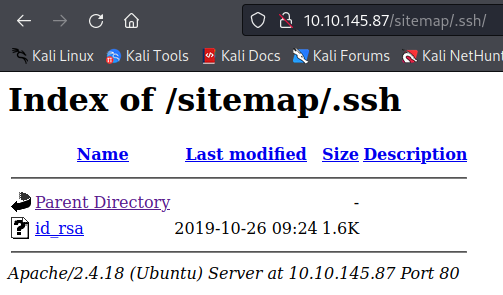 10.10.145.87/sitemap/.ssh/
Kali Linux Kali Tools Kali Docs Kali Forums Kali NetHunt
Index of /sitemap/.ssh
Name Last modified Size Description
Parent Directory -
id_rsa 2019-10-26 09:24 1.6K
Apache/2.4.18 (Ubuntu) Server at 10.10.145.87 Port 80